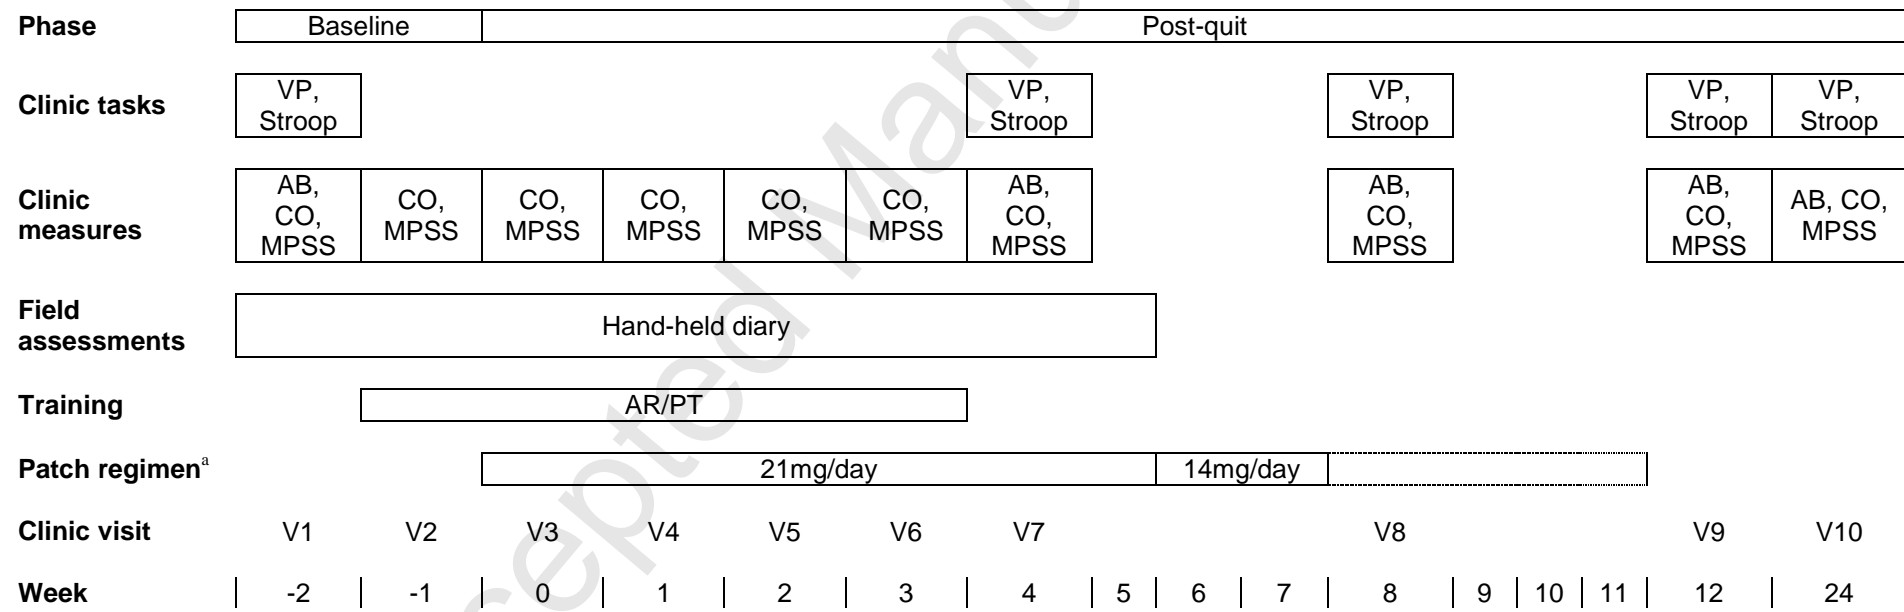 Phase Baseline Post-quit
Clinic tasks VP, Stroop VP, Stroop VP, Stroop VP, Stroop VP, Stroop
Clinic measures AB, CO, MPSS CO, MPSS CO, MPSS CO, MPSS CO, MPSS CO, MPSS AB, CO, MPSS AB, CO, MPSS AB, CO, MPSS AB, CO, MPSS
Field assessments Hand-held diary
Training AR/PT
Patch regimenᵃ 21mg/day 14mg/day
Clinic visit V1 V2 V3 V4 V5 V6 V7 V8 V9 V10
Week -2 -1 0 1 2 3 4 5 6 7 8 9 10 11 12 24